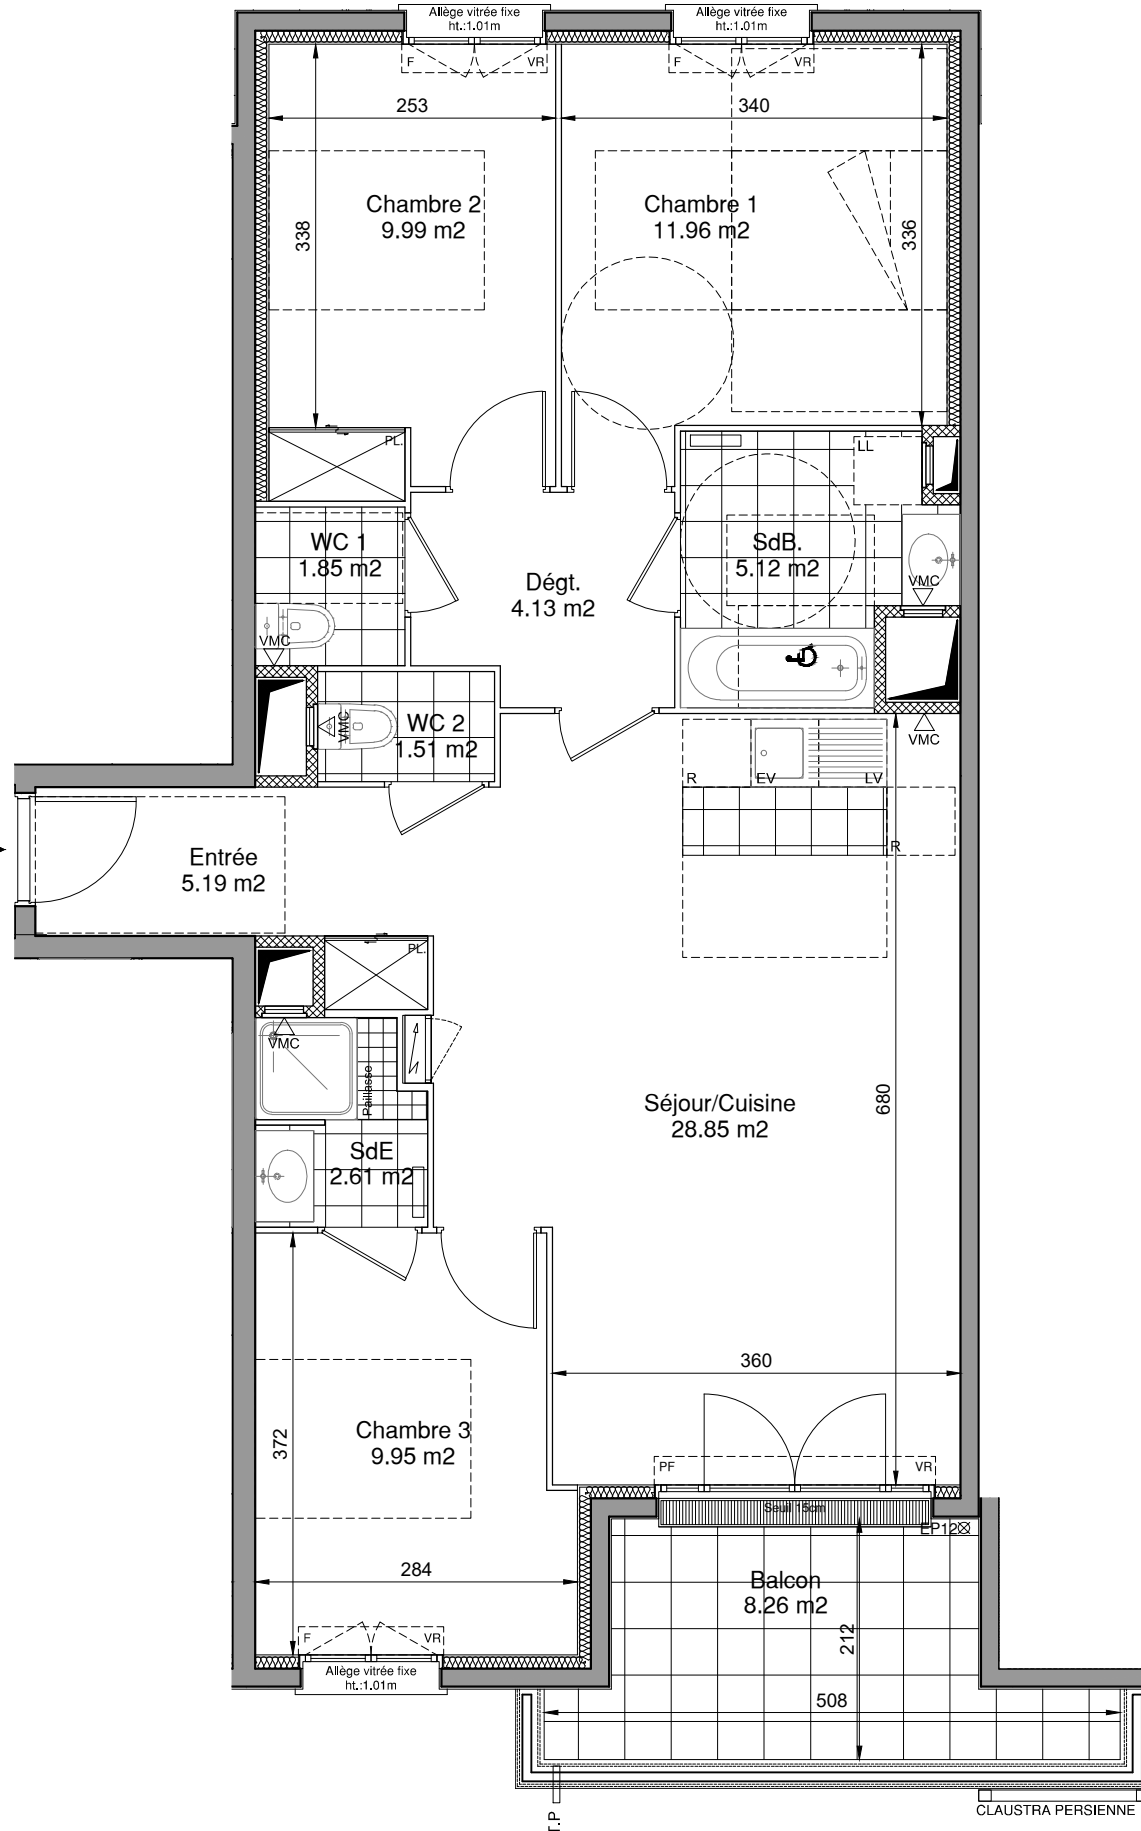 Allège vitrée fixe
ht.:1.01m
Allège vitrée fixe
ht.:1.01m
F
VR
F
VR
253
340
Chambre 2
9.99 m2
Chambre 1
11.96 m2
338
336
PL.
LL
WC 1
1.85 m2
SdB.
5.12 m2
Dégt.
4.13 m2
VMC
VMC
WC 2
1.51 m2
VMC
VMC
R
EV
LV
R
Entrée
5.19 m2
PL.
VMC
Paillasse
Séjour/Cuisine
28.85 m2
680
SdE
2.61 m2
360
Chambre 3
9.95 m2
372
PF
VR
Seuil 15cm
EP12
284
Balcon
8.26 m2
212
F
VR
Allège vitrée fixe
ht.:1.01m
508
CLAUSTRA PERSIENNE
T.P